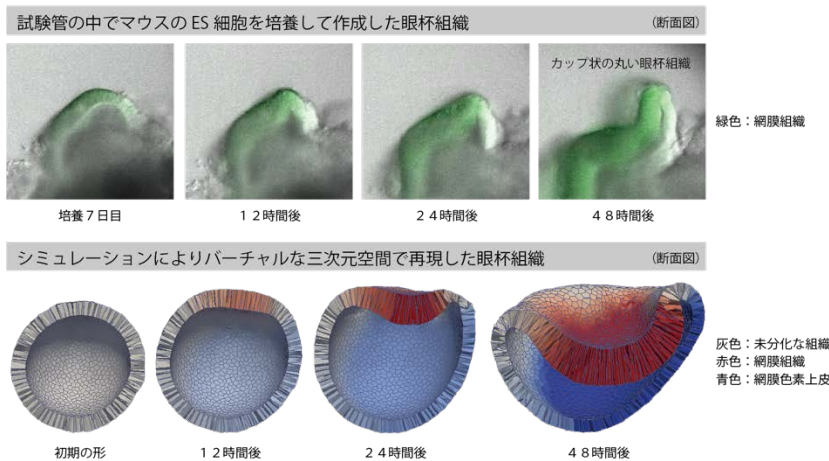 試験管の中でマウスの ES 細胞を培養して作成した眼杯組織
(断面図)
カップ状の丸い眼杯組織
緑色：網膜組織
培養７日目
１２時間後
２４時間後
４８時間後
シミュレーションによりバーチャルな三次元空間で再現した眼杯組織
(断面図)
灰色：未分化な組織
赤色：網膜組織
青色：網膜色素上皮
初期の形
１２時間後
２４時間後
４８時間後